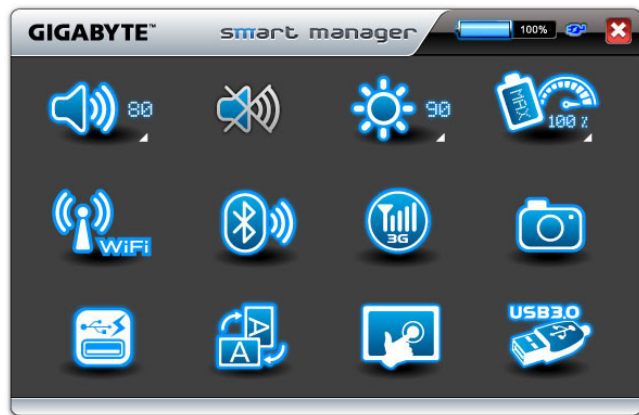 GIGABYTE™ smart manager 100%
80 90 MAX 100 %
WiFi 3G
A A USB3.0